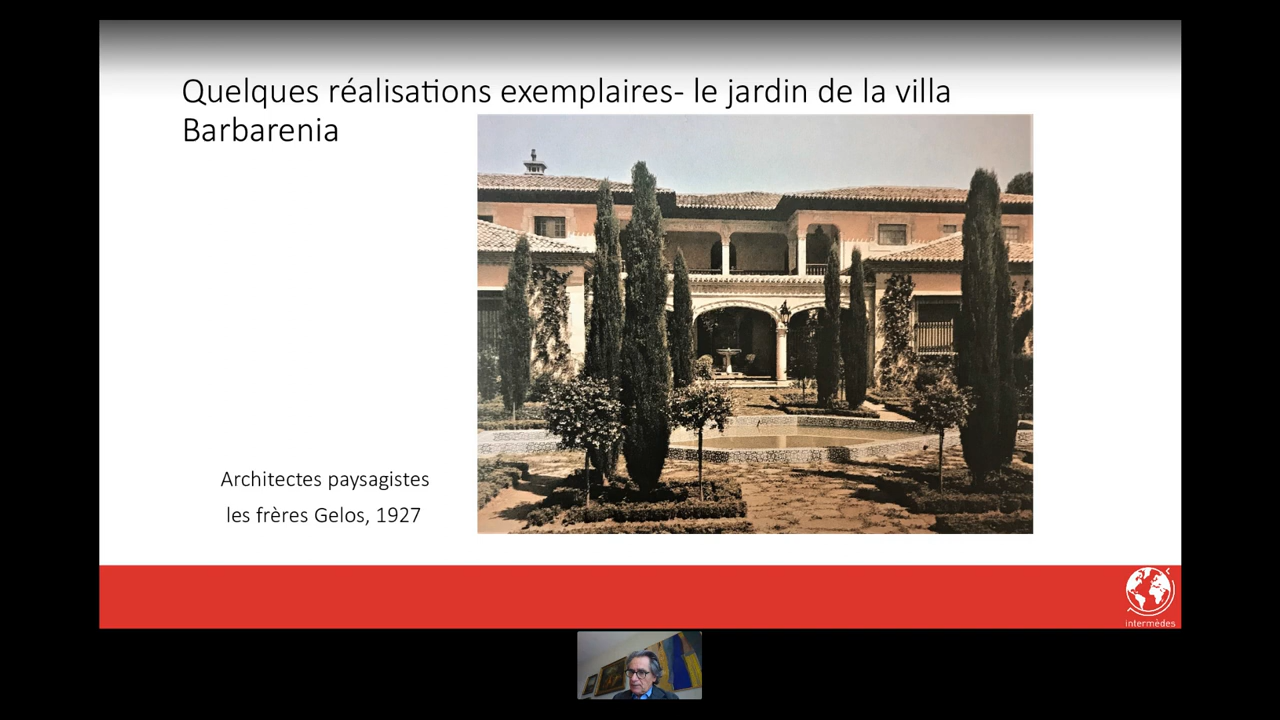 Quelques réalisations exemplaires- le jardin de la villa
Barbarenia
Architectes paysagistes
les frères Gelos, 1927
intermèdes